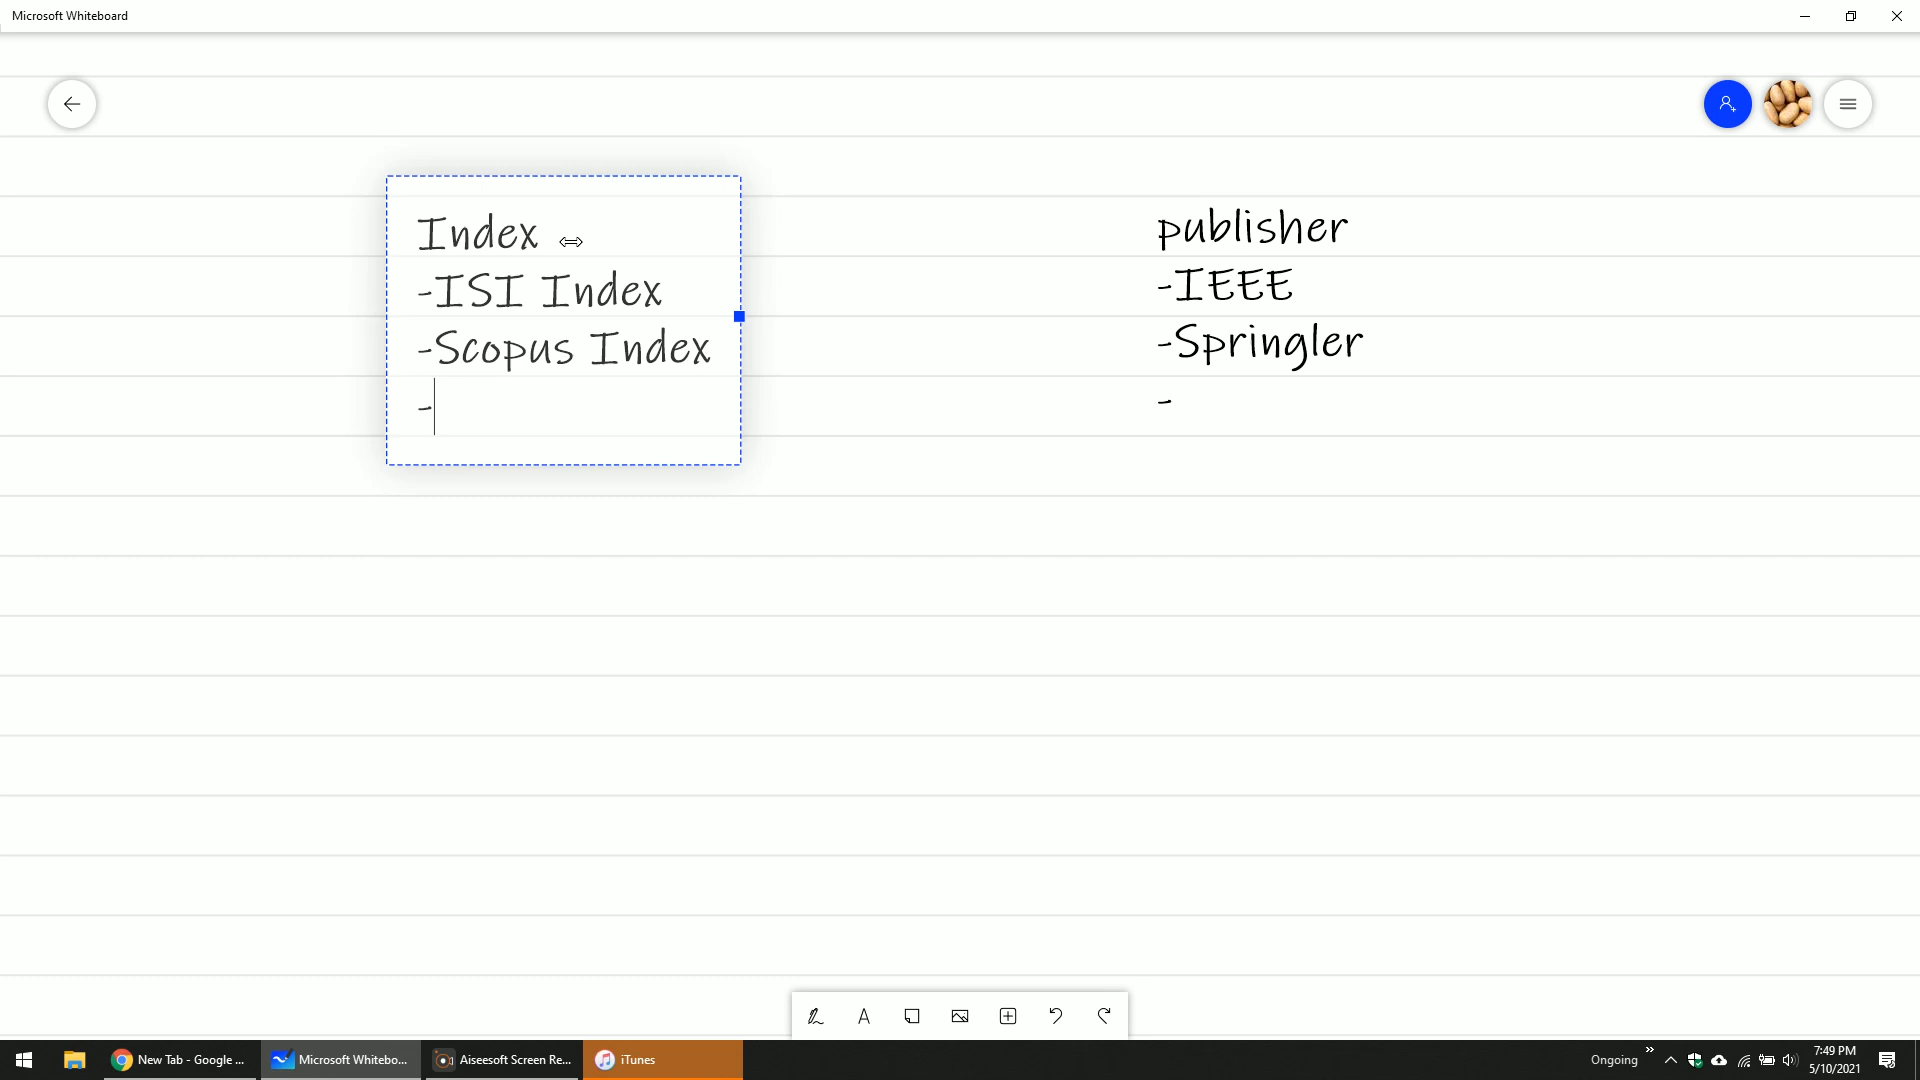 Microsoft Whiteboard
Index
-ISI Index
-Scopus Index
-
publisher
-IEEE
-Springler
-
New Tab - Google ...
Microsoft Whitebo...
Aiseesoft Screen Re...
iTunes
Ongoing
7:49 PM
5/10/2021